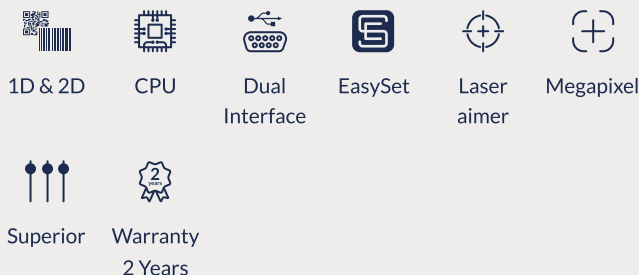 1D & 2D
CPU
Dual
Interface
EasySet
Laser
aimer
Megapixel
Superior
2
years
Warranty
2 Years